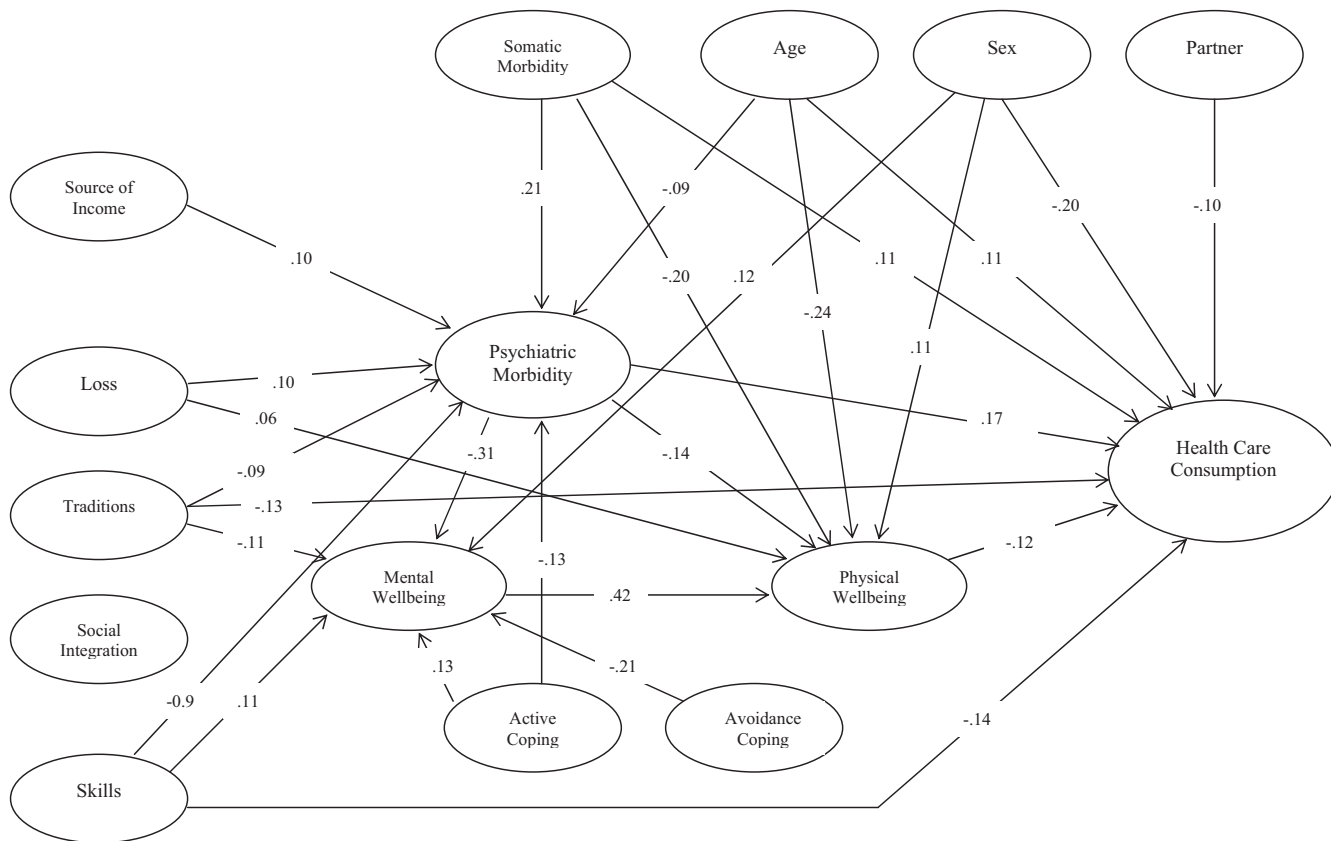 Somatic
Morbidity
Age
Sex
Partner
Source of
Income
.21
-.09
-.20
-.10
.10
-.20
.12
.11
.11
-.24
.11
Psychiatric
Morbidity
Loss
.10
.06
.17
Health Care
Consumption
-.31
-.14
-.09
Traditions
-.13
-.11
-.13
-.12
Mental
Wellbeing
.42
Physical
Wellbeing
Social
Integration
.13
-.21
-0.9
.11
Active
Coping
Avoidance
Coping
-.14
Skills